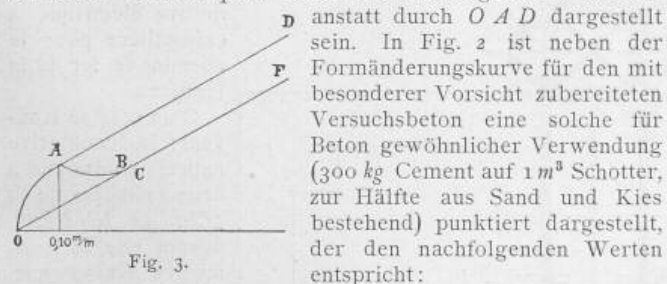 anstatt durch O A D dargestellt
sein. In Fig. 2 ist neben der
Formänderungskurve für den mit
besonderer Vorsicht zubereiteten
Versuchsbeton eine solche für
Beton gewöhnlicher Verwendung
(300 kg Cement auf 1 m³ Schotter,
zur Hälfte aus Sand und Kies
bestehend) punktiert dargestellt,
der den nachfolgenden Werten
entspricht:
D
F
A
B
C
0
0,10 m/m
Fig. 3.